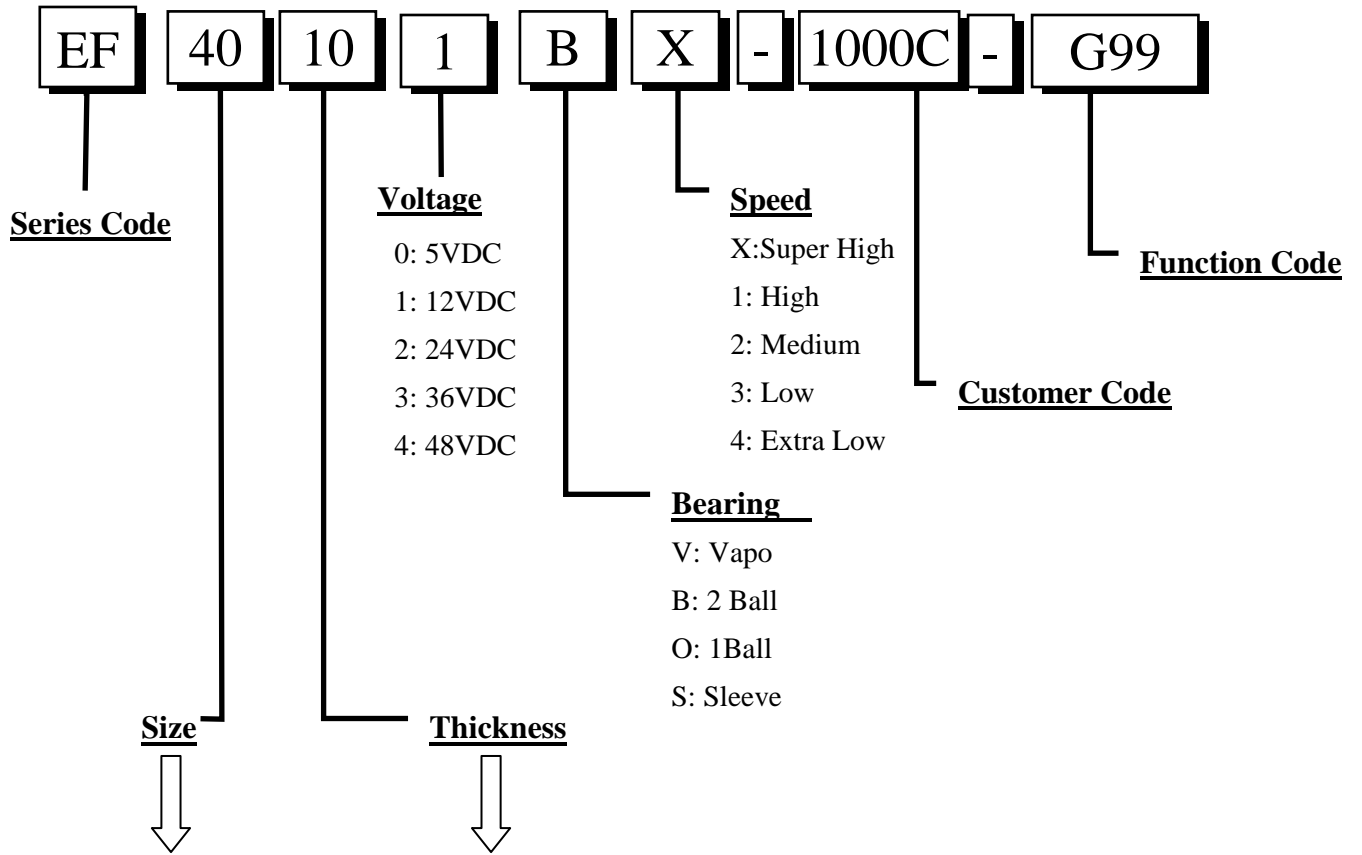 EF 40 10 1 B X - 1000C - G99
Series Code
Voltage
0: 5VDC
1: 12VDC
2: 24VDC
3: 36VDC
4: 48VDC
Speed
X:Super High
1: High
2: Medium
3: Low
4: Extra Low
Function Code
Customer Code
Bearing
V: Vapo
B: 2 Ball
O: 1Ball
S: Sleeve
Size
Thickness